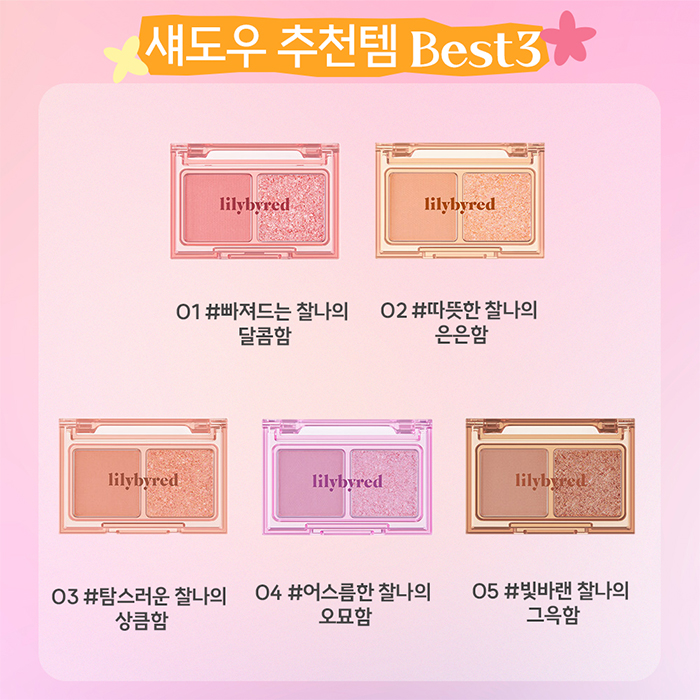 섀도우 추천템 Best3
lilybyred
lilybyred
01 #빠져드는 찰나의
달콤함
02 #따뜻한 찰나의
은은함
lilybyred
lilybyred
lilybyred
03 #탐스러운 찰나의
상큼함
04 #어스름한 찰나의
오묘함
05 #빛바랜 찰나의
그윽함